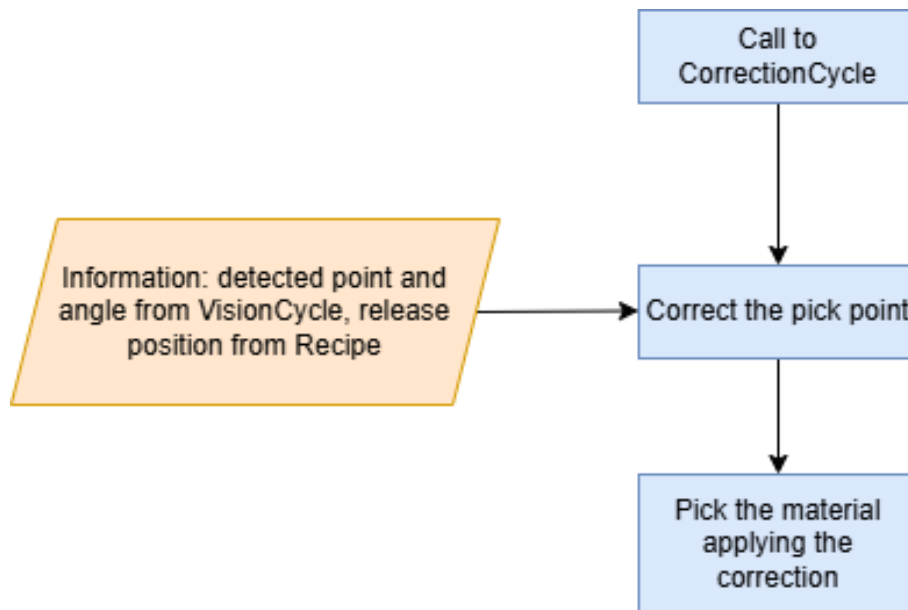 Call to
CorrectionCycle
Information: detected point and
angle from VisionCycle, release
position from Recipe
Correct the pick point
Pick the material
applying the
correction